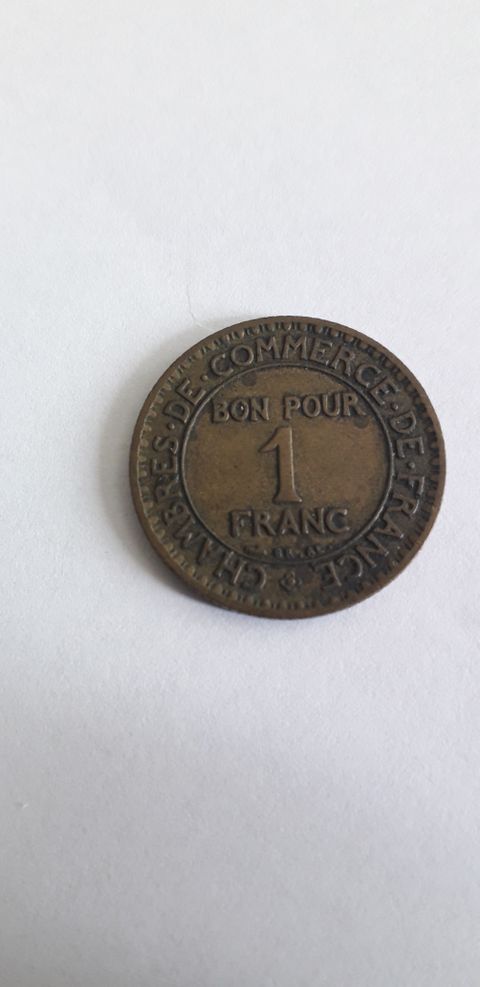 CHAMBRES·DE·COMMERCE·DE·FRANCE
BON POUR
1
FRANC